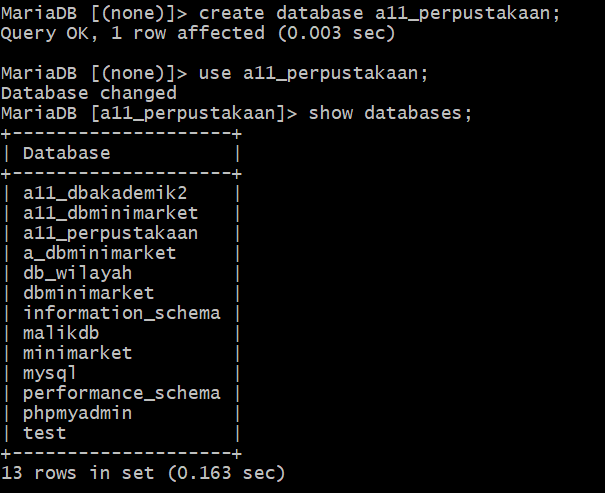 MariaDB [(none)]> create database a11_perpustakaan;
Query OK, 1 row affected (0.003 sec)

MariaDB [(none)]> use a11_perpustakaan;
Database changed
MariaDB [a11_perpustakaan]> show databases;
+--------------------+
| Database           |
+--------------------+
| a11_dbakademik2    |
| a11_dbminimarket   |
| a11_perpustakaan   |
| a_dbminimarket     |
| db_wilayah         |
| dbminimarket       |
| information_schema |
| malikdb            |
| minimarket         |
| mysql              |
| performance_schema |
| phpmyadmin         |
| test               |
+--------------------+
13 rows in set (0.163 sec)